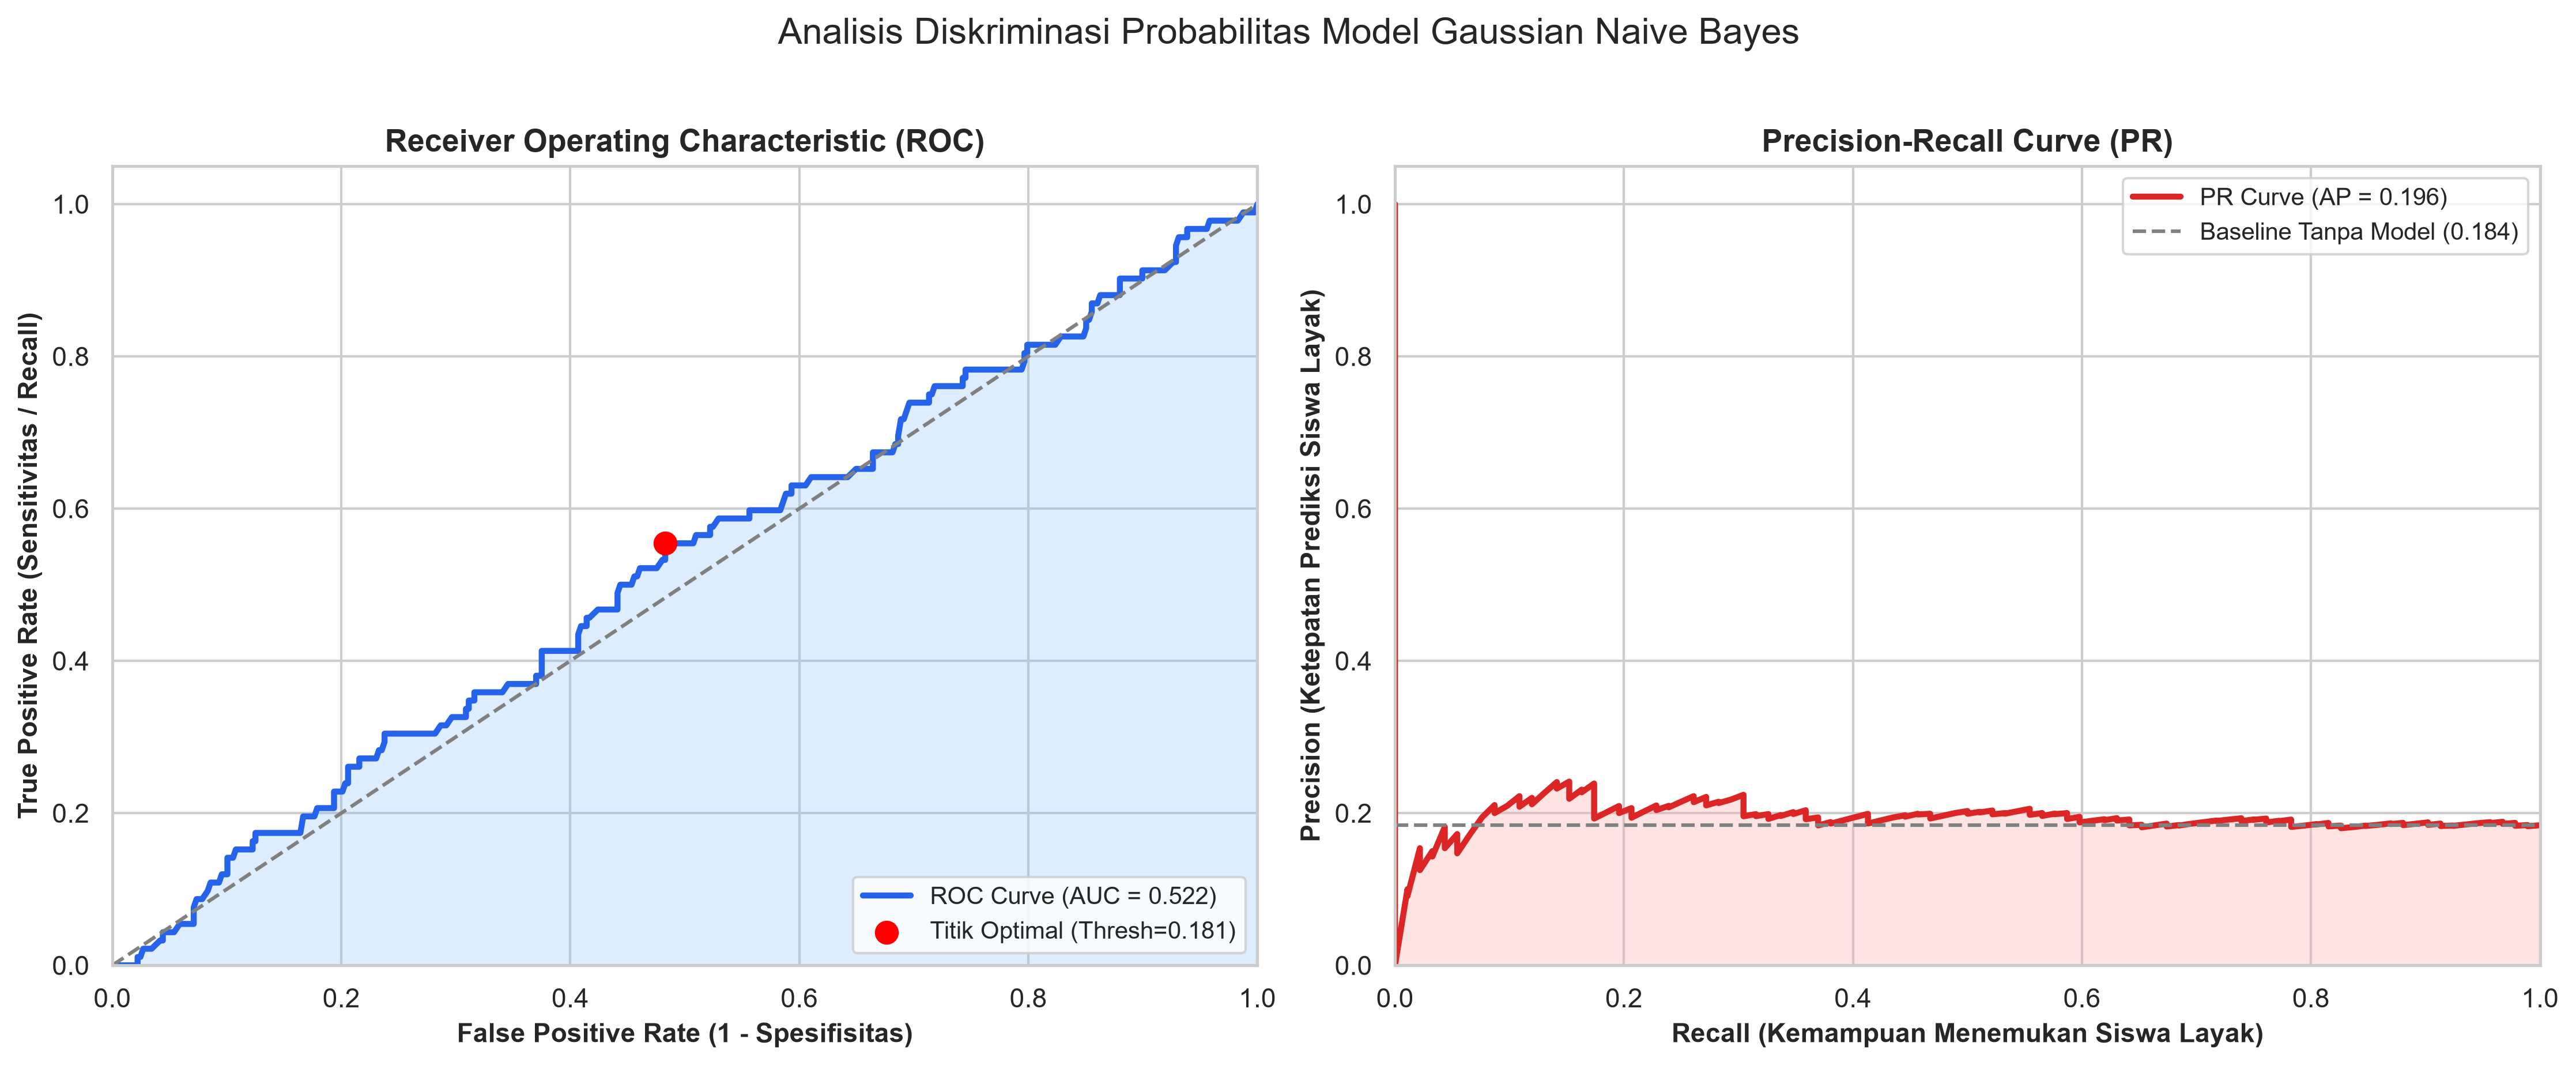 Analisis Diskriminasi Probabilitas Model Gaussian Naive Bayes
Receiver Operating Characteristic (ROC)
True Positive Rate (Sensitivitas / Recall)
1.0
0.8
0.6
0.4
0.2
0.0
ROC Curve (AUC = 0.522)
Titik Optimal (Thresh=0.181)
0.0 0.2 0.4 0.6 0.8 1.0
False Positive Rate (1 - Spesifisitas)
Precision-Recall Curve (PR)
Precision (Ketepatan Prediksi Siswa Layak)
1.0
0.8
0.6
0.4
0.2
0.0
PR Curve (AP = 0.196)
Baseline Tanpa Model (0.184)
0.0 0.2 0.4 0.6 0.8 1.0
Recall (Kemampuan Menemukan Siswa Layak)